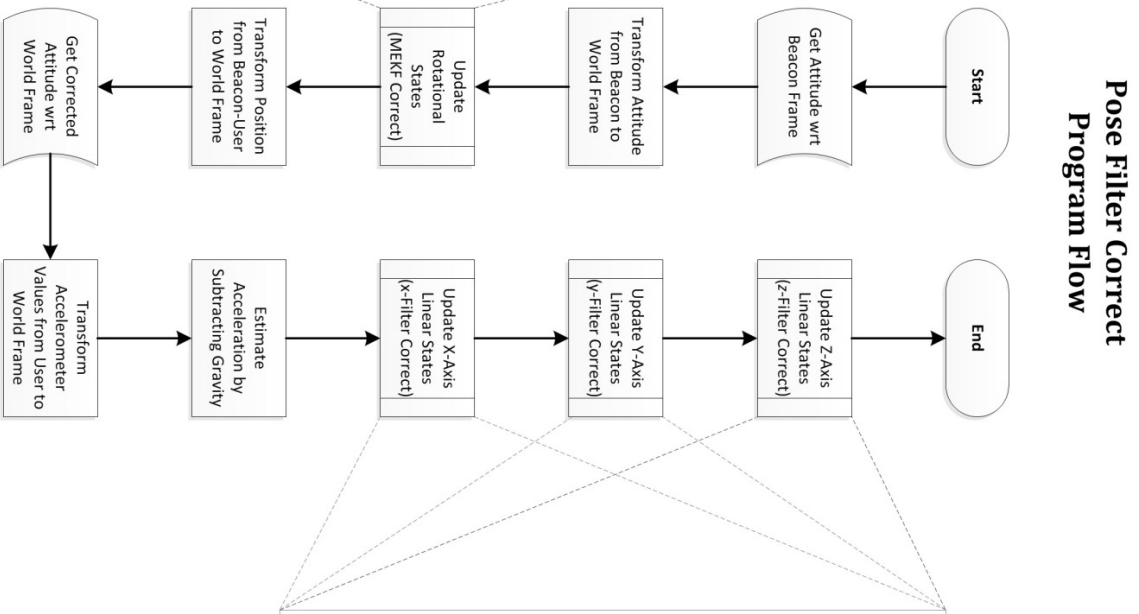 Pose Filter Correct
Program Flow
Start
Get Attitude wrt
Beacon Frame
Transform Attitude
from Beacon to
World Frame
Update
Rotational
States
(MEKF Correct)
Transform Position
from Beacon-User
to World Frame
Get Corrected
Attitude wrt
World Frame
Transform
Accelerometer
Values from User to
World Frame
Estimate
Acceleration by
Subtracting Gravity
Update X-Axis
Linear States
(x-Filter Correct)
Update Y-Axis
Linear States
(y-Filter Correct)
Update Z-Axis
Linear States
(z-Filter Correct)
End